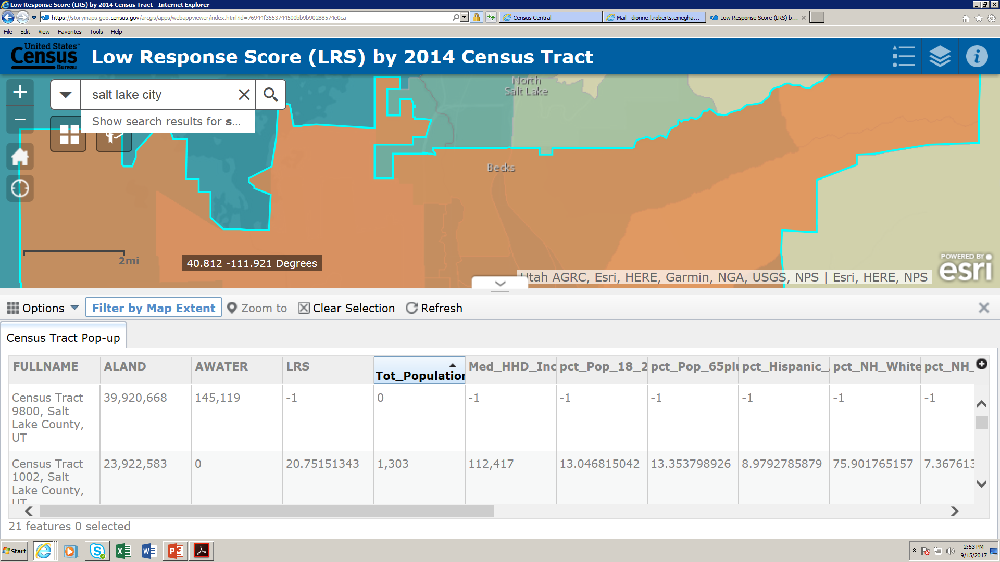 Low Response Score (LRS) by 2014 Census Tract - Internet Explorer
https://storymaps.geo.census.gov/arcgis/apps/webappviewer/index.html?id=76944f3553744500bb9b90288574e0ca
Census Central
Mail - dionne.l.roberts.emegha...
Low Response Score (LRS) b...
File Edit View Favorites Tools Help
United States
Census
Bureau
Low Response Score (LRS) by 2014 Census Tract
salt lake city
Show search results for s...
North
Salt Lake
Becks
2mi
40.812 -111.921 Degrees
Utah AGRC, Esri, HERE, Garmin, NGA, USGS, NPS | Esri, HERE, NPS
POWERED BY
esri
Options Filter by Map Extent Zoom to Clear Selection Refresh
Census Tract Pop-up
FULLNAME ALAND AWATER LRS Tot_Population Med_HHD_Inc pct_Pop_18_2 pct_Pop_65plu pct_Hispanic_ pct_NH_White pct_NH_
Census Tract 39,920,668 145,119 -1 0 -1 -1 -1 -1 -1 -1
9800, Salt
Lake County,
UT
Census Tract 23,922,583 0 20.75151343 1,303 112,417 13.046815042 13.353798926 8.9792785879 75.901765157 7.367613
1002, Salt
Lake County,
UT
21 features 0 selected
Start
2:53 PM
9/15/2017